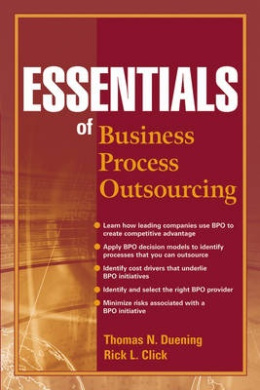 ESSENTIALS
of Business
Process
Outsourcing
Learn how leading companies use BPO to
create competitive advantage
Apply BPO decision models to identify
processes that you can outsource
Identify cost drivers that underlie
BPO initiatives
Identify and select the right BPO provider
Minimize risks associated with a
BPO initiative
Thomas N. Duening
Rick L. Click